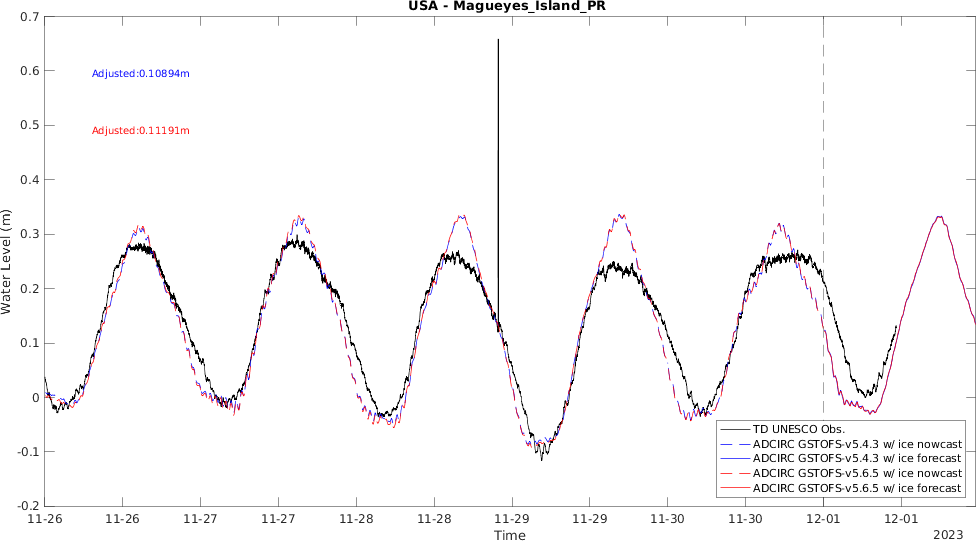 USA - Magueyes_Island_PR
0.7
0.6
0.5
0.4
0.3
0.2
0.1
0
-0.1
-0.2
Water Level (m)
Adjusted:0.10894m
Adjusted:0.11191m
TD UNESCO Obs.
ADCIRC GSTOFS-v5.4.3 w/ ice nowcast
ADCIRC GSTOFS-v5.4.3 w/ ice forecast
ADCIRC GSTOFS-v5.6.5 w/ ice nowcast
ADCIRC GSTOFS-v5.6.5 w/ ice forecast
11-26 11-26 11-27 11-27 11-28 11-28 11-29 11-29 11-30 11-30 12-01 12-01
Time
2023